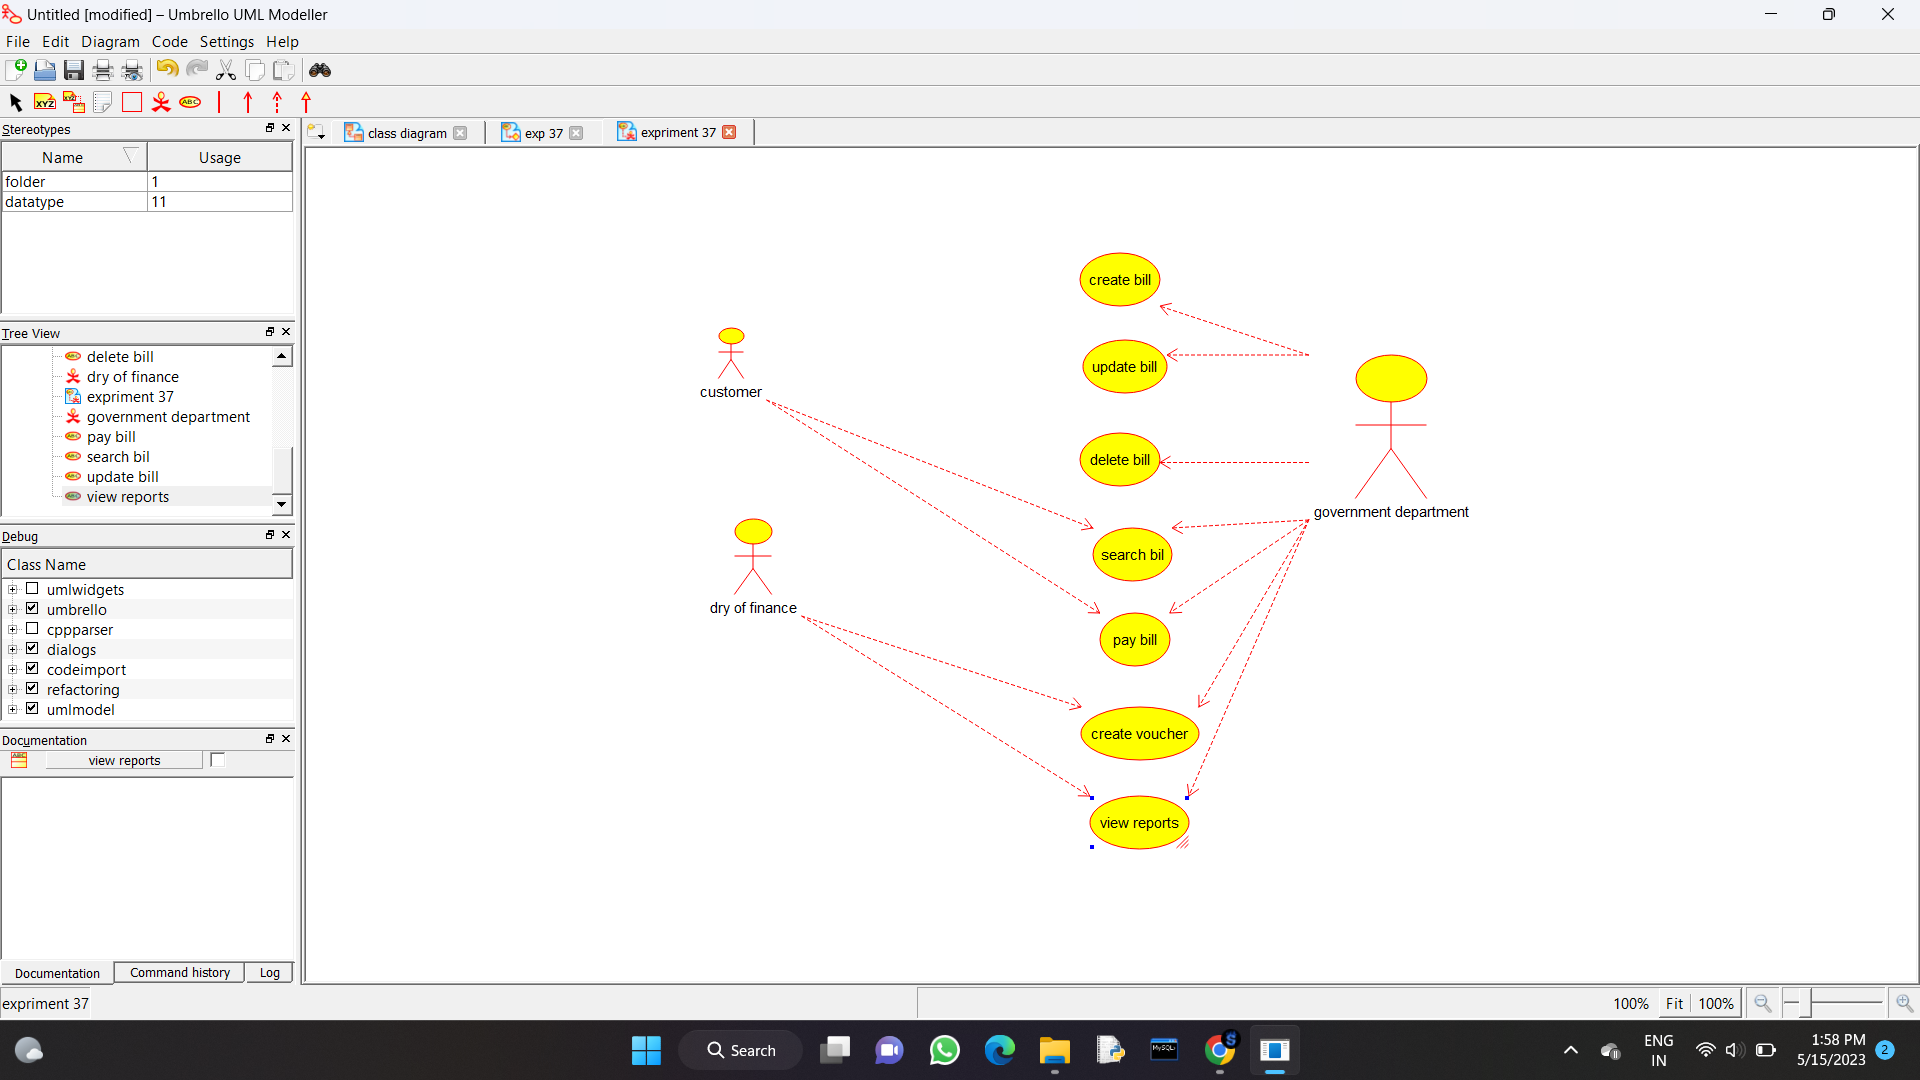 Untitled [modified] – Umbrello UML Modeller
File Edit Diagram Code Settings Help
XYZ XYZ ABC
Stereotypes
class diagram
exp 37
expriment 37
Name Usage
folder 1
datatype 11
Tree View
delete bill
dry of finance
expriment 37
government department
pay bill
search bil
update bill
view reports
Debug
Class Name
umlwidgets
umbrello
cppparser
dialogs
codeimport
refactoring
umlmodel
Documentation
view reports
Documentation Command history Log
create bill
update bill
customer
delete bill
government department
search bil
dry of finance
pay bill
create voucher
view reports
expriment 37
100% Fit 100%
Search
MySQL
S
ENG
IN
1:58 PM
5/15/2023
2